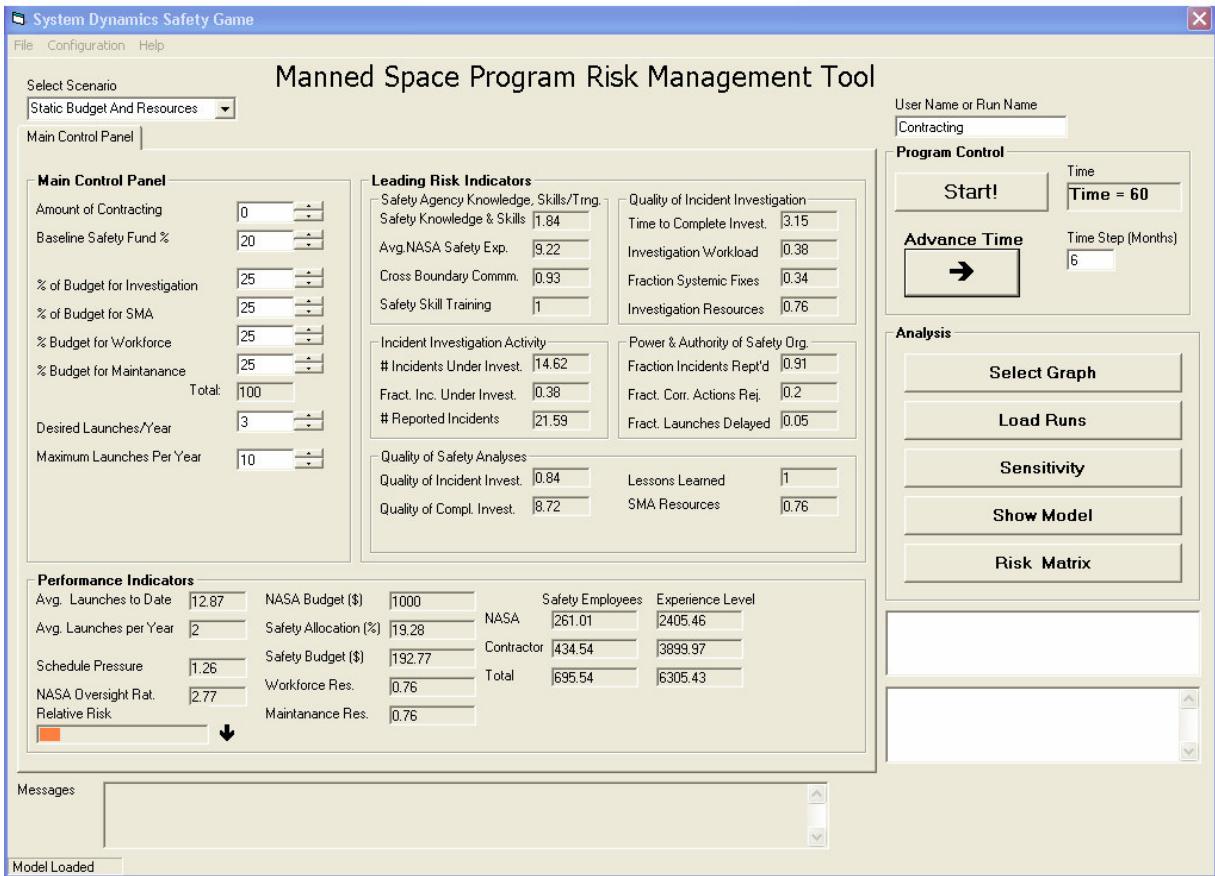 System Dynamics Safety Game
File Configuration Help
Manned Space Program Risk Management Tool
Select Scenario
Static Budget And Resources
User Name or Run Name
Contracting
Main Control Panel
Main Control Panel
Amount of Contracting 0
Baseline Safety Fund % 20
% of Budget for Investigation 25
% of Budget for SMA 25
% Budget for Workforce 25
% Budget for Maintanance 25
Total: 100
Desired Launches/Year 3
Maximum Launches Per Year 10
Leading Risk Indicators
Safety Agency Knowledge, Skills/Trng.
Safety Knowledge & Skills 1.84
Avg.NASA Safety Exp. 9.22
Cross Boundary Commm. 0.93
Safety Skill Training 1
Quality of Incident Investigation
Time to Complete Invest. 3.15
Investigation Workload 0.38
Fraction Systemic Fixes 0.34
Investigation Resources 0.76
Incident Investigation Activity
# Incidents Under Invest. 14.62
Fract. Inc. Under Invest. 0.38
# Reported Incidents 21.59
Power & Authority of Safety Org.
Fraction Incidents Rept'd 0.91
Fract. Corr. Actions Rej. 0.2
Fract. Launches Delayed 0.05
Quality of Safety Analyses
Quality of Incident Invest. 0.84
Quality of Compl. Invest. 8.72
Lessons Learned 1
SMA Resources 0.76
Program Control
Start!
Time
Time = 60
Advance Time
Time Step (Months)
6
Analysis
Select Graph
Load Runs
Sensitivity
Show Model
Risk Matrix
Performance Indicators
Avg. Launches to Date 12.87
Avg. Launches per Year 2
Schedule Pressure 1.26
NASA Oversight Rat. 2.77
Relative Risk
NASA Budget ($) 1000
Safety Allocation (%) 19.28
Safety Budget ($) 192.77
Workforce Res. 0.76
Maintanance Res. 0.76
Safety Employees Experience Level
NASA 261.01 2405.46
Contractor 434.54 3899.97
Total 695.54 6305.43
Messages
Model Loaded